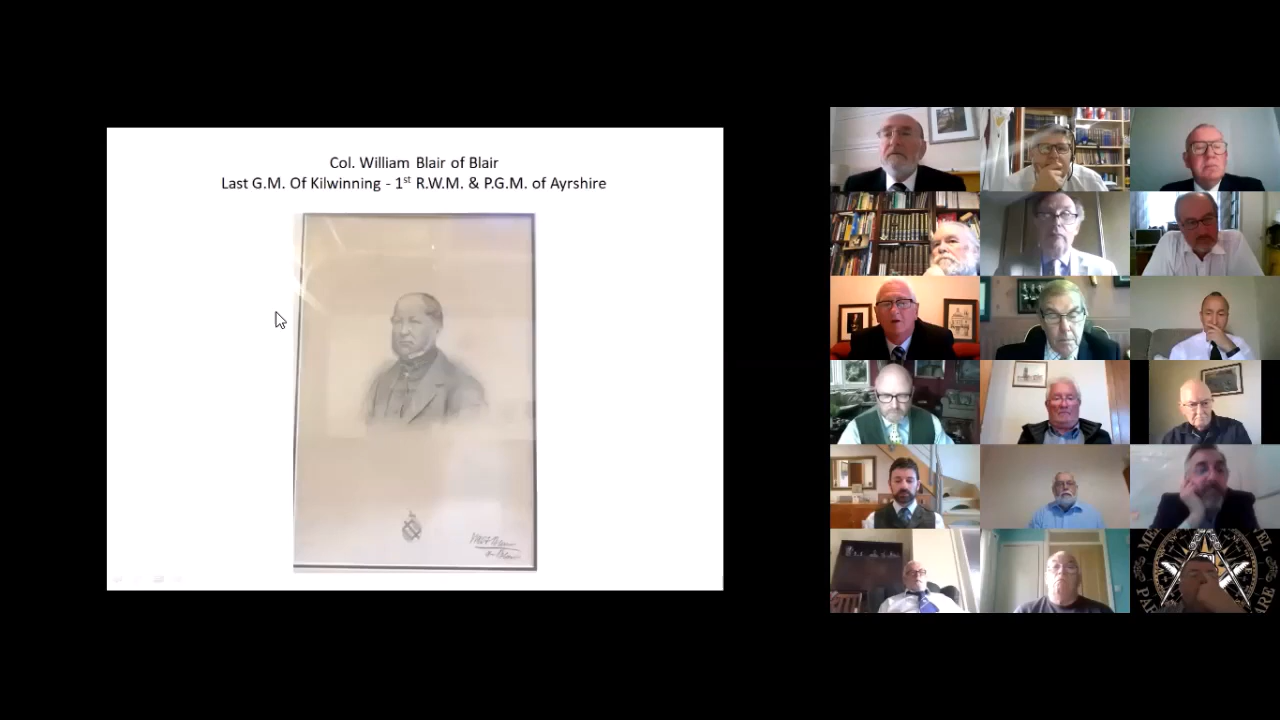 Col. William Blair of Blair
Last G.M. Of Kilwinning - 1st R.W.M. & P.G.M. of Ayrshire